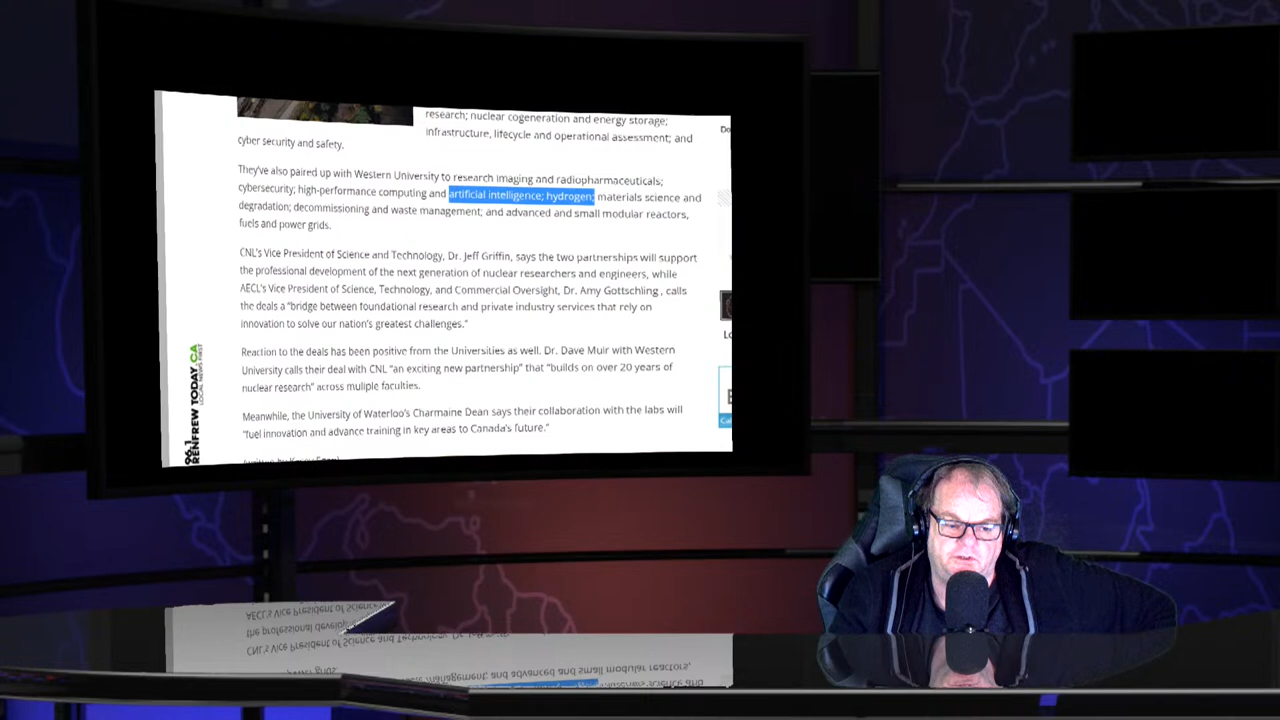 research; nuclear cogeneration and energy storage;
infrastructure, lifecycle and operational assessment; and
cyber security and safety.
They've also paired up with Western University to research imaging and radiopharmaceuticals;
cybersecurity; high-performance computing and artificial intelligence; hydrogen; materials science and
degradation; decommissioning and waste management; and advanced and small modular reactors,
fuels and power grids.
CNL's Vice President of Science and Technology, Dr. Jeff Griffin, says the two partnerships will support
the professional development of the next generation of nuclear researchers and engineers, while
AECL's Vice President of Science, Technology, and Commercial Oversight, Dr. Amy Gottschling , calls
the deals a "bridge between foundational research and private industry services that rely on
innovation to solve our nation's greatest challenges."
Reaction to the deals has been positive from the Universities as well. Dr. Dave Muir with Western
University calls their deal with CNL "an exciting new partnership" that "builds on over 20 years of
nuclear research" across muliple faculties.
Meanwhile, the University of Waterloo's Charmaine Dean says their collaboration with the labs will
"fuel innovation and advance training in key areas to Canada's future."
96.1
RENFREW TODAY.CA
LOCAL NEWS FIRST
Do
Lo